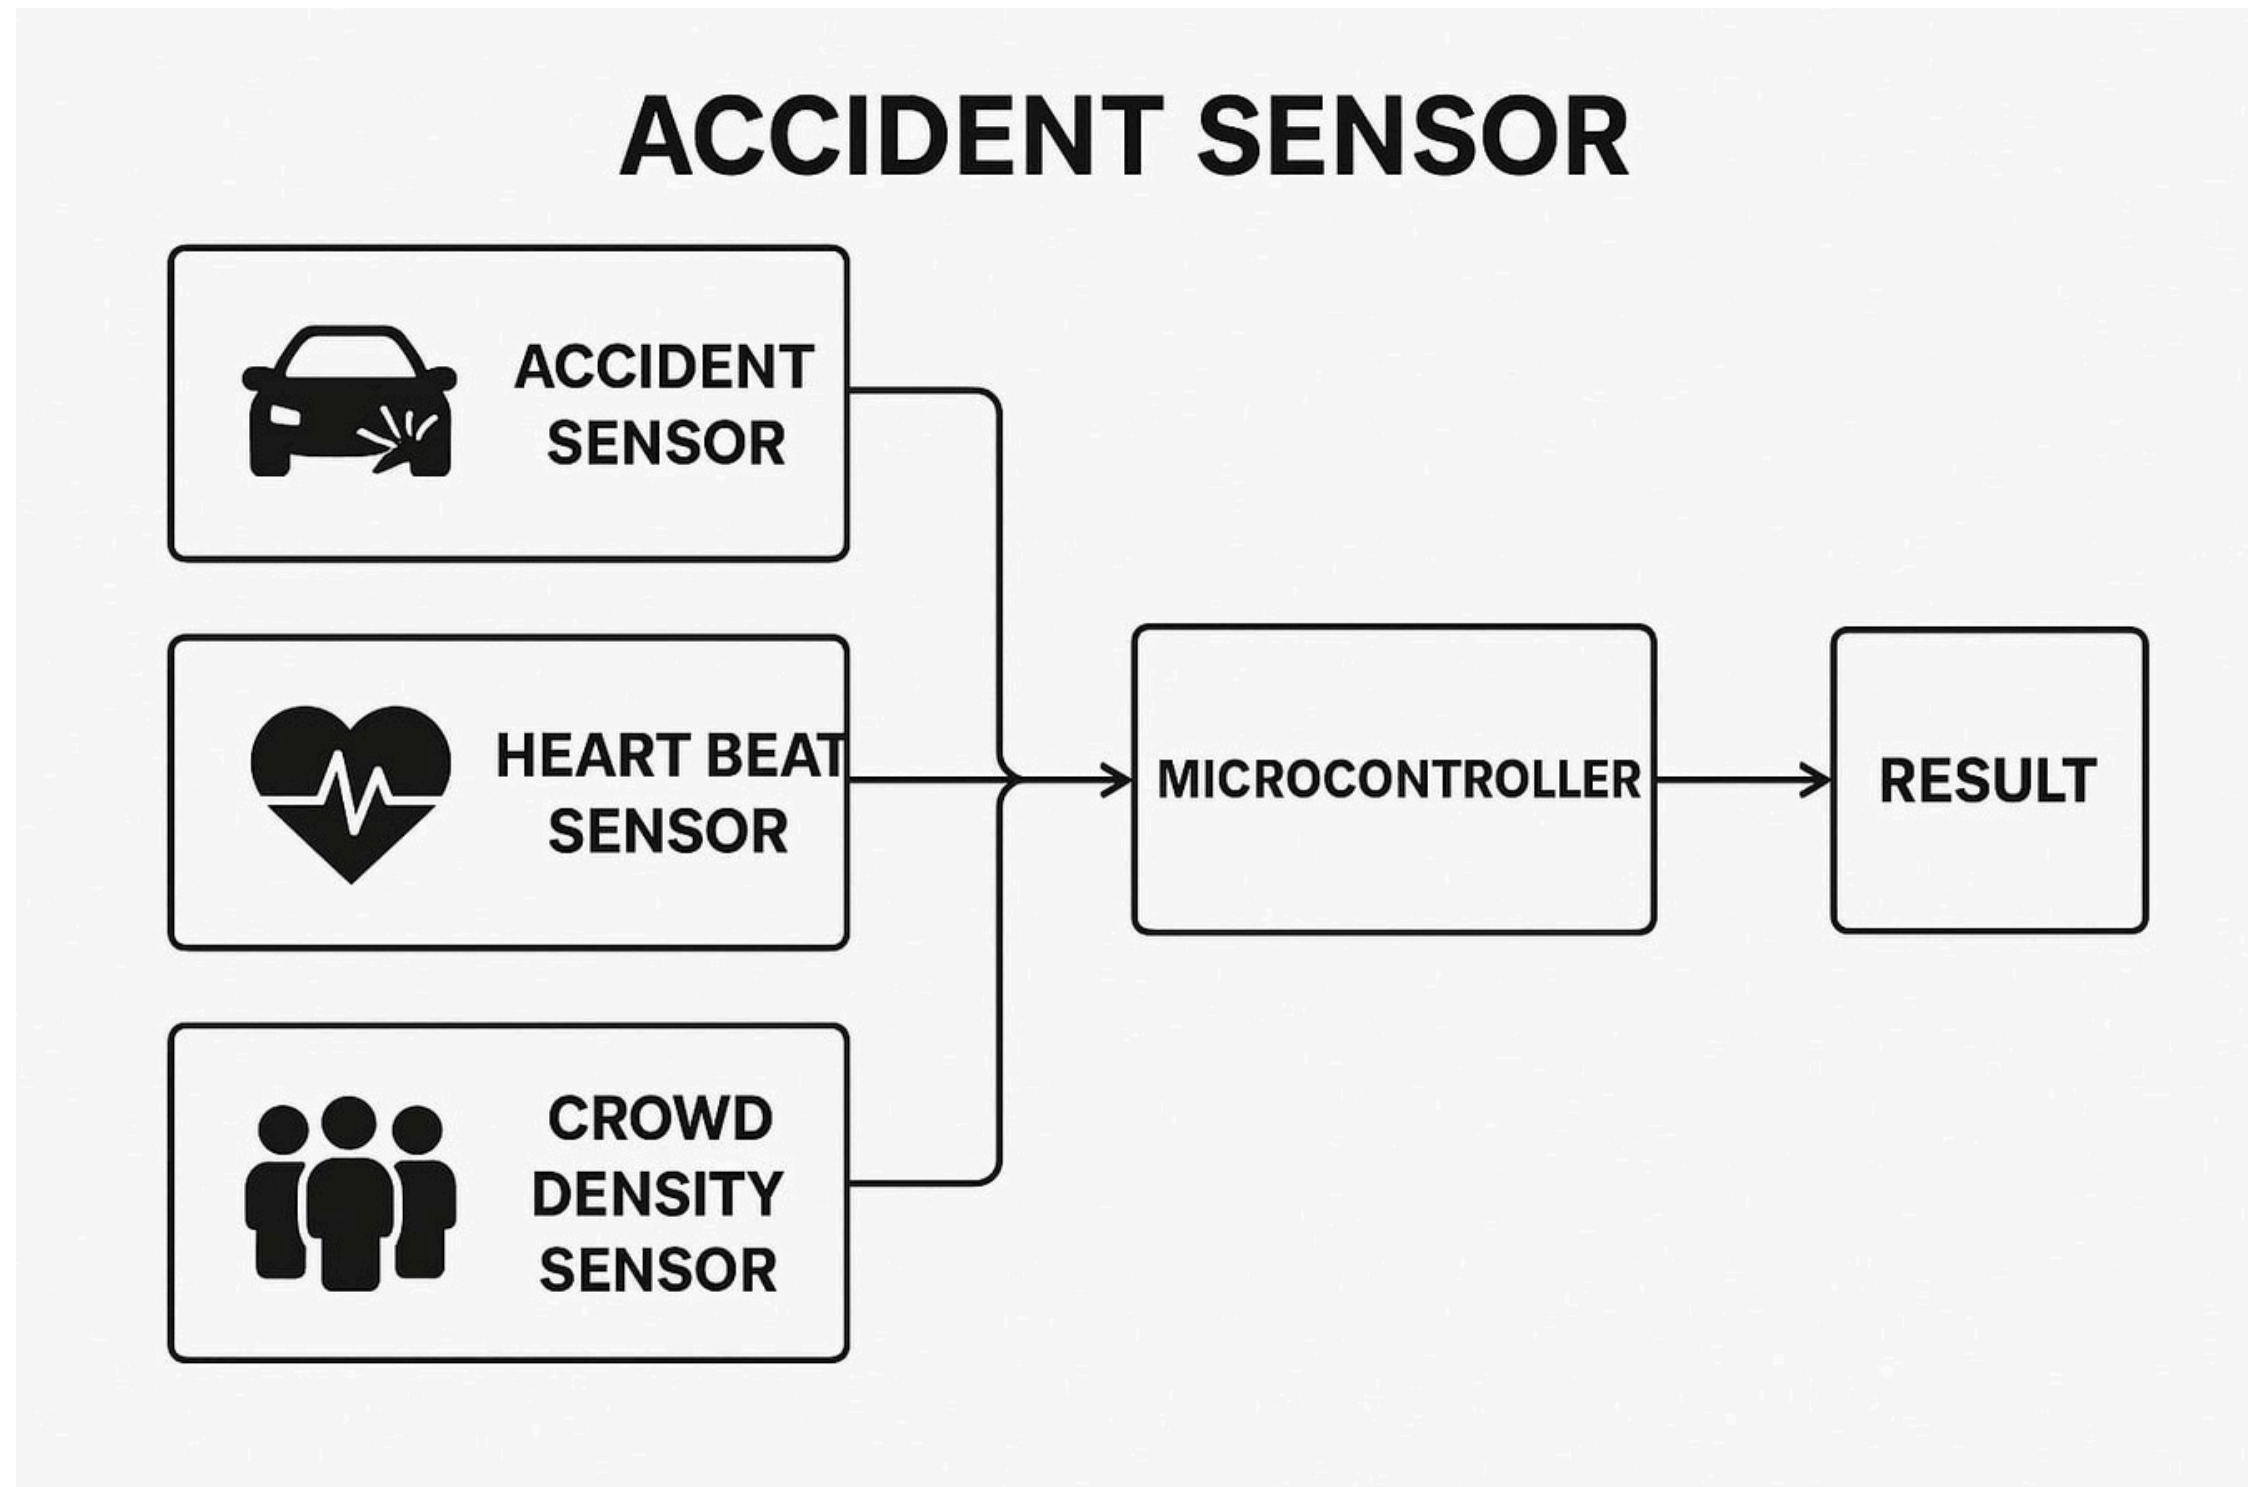 ACCIDENT SENSOR
ACCIDENT
SENSOR
HEART BEAT
SENSOR
CROWD
DENSITY
SENSOR
MICROCONTROLLER
RESULT